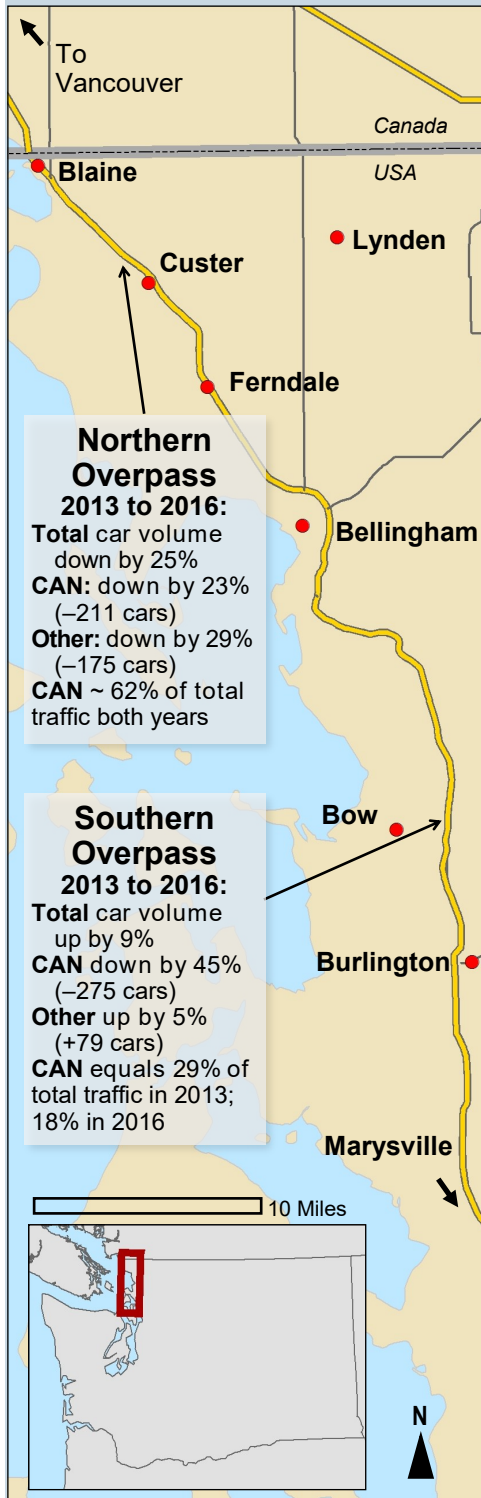 To
Vancouver
Canada
USA
Blaine
Lynden
Custer
Ferndale
Northern
Overpass
2013 to 2016:
Total car volume
down by 25%
CAN: down by 23%
(–211 cars)
Other: down by 29%
(–175 cars)
CAN ~ 62% of total
traffic both years
Bellingham
Southern
Overpass
2013 to 2016:
Total car volume
up by 9%
CAN down by 45%
(–275 cars)
Other up by 5%
(+79 cars)
CAN equals 29% of
total traffic in 2013;
18% in 2016
Bow
Burlington
Marysville
10 Miles
N